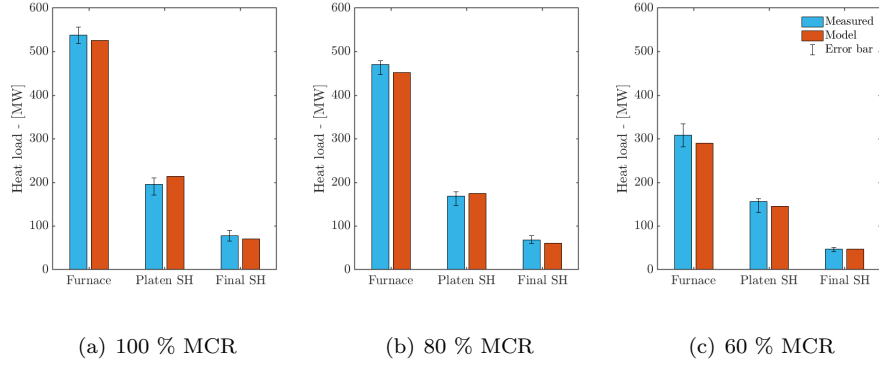 600
500
400
300
200
100
0
Heat load - [MW]
Furnace Platen SH Final SH
(a) 100 % MCR
600
500
400
300
200
100
0
Heat load - [MW]
Furnace Platen SH Final SH
(b) 80 % MCR
600
500
400
300
200
100
0
Heat load - [MW]
Measured
Model
Error bar
Furnace Platen SH Final SH
(c) 60 % MCR